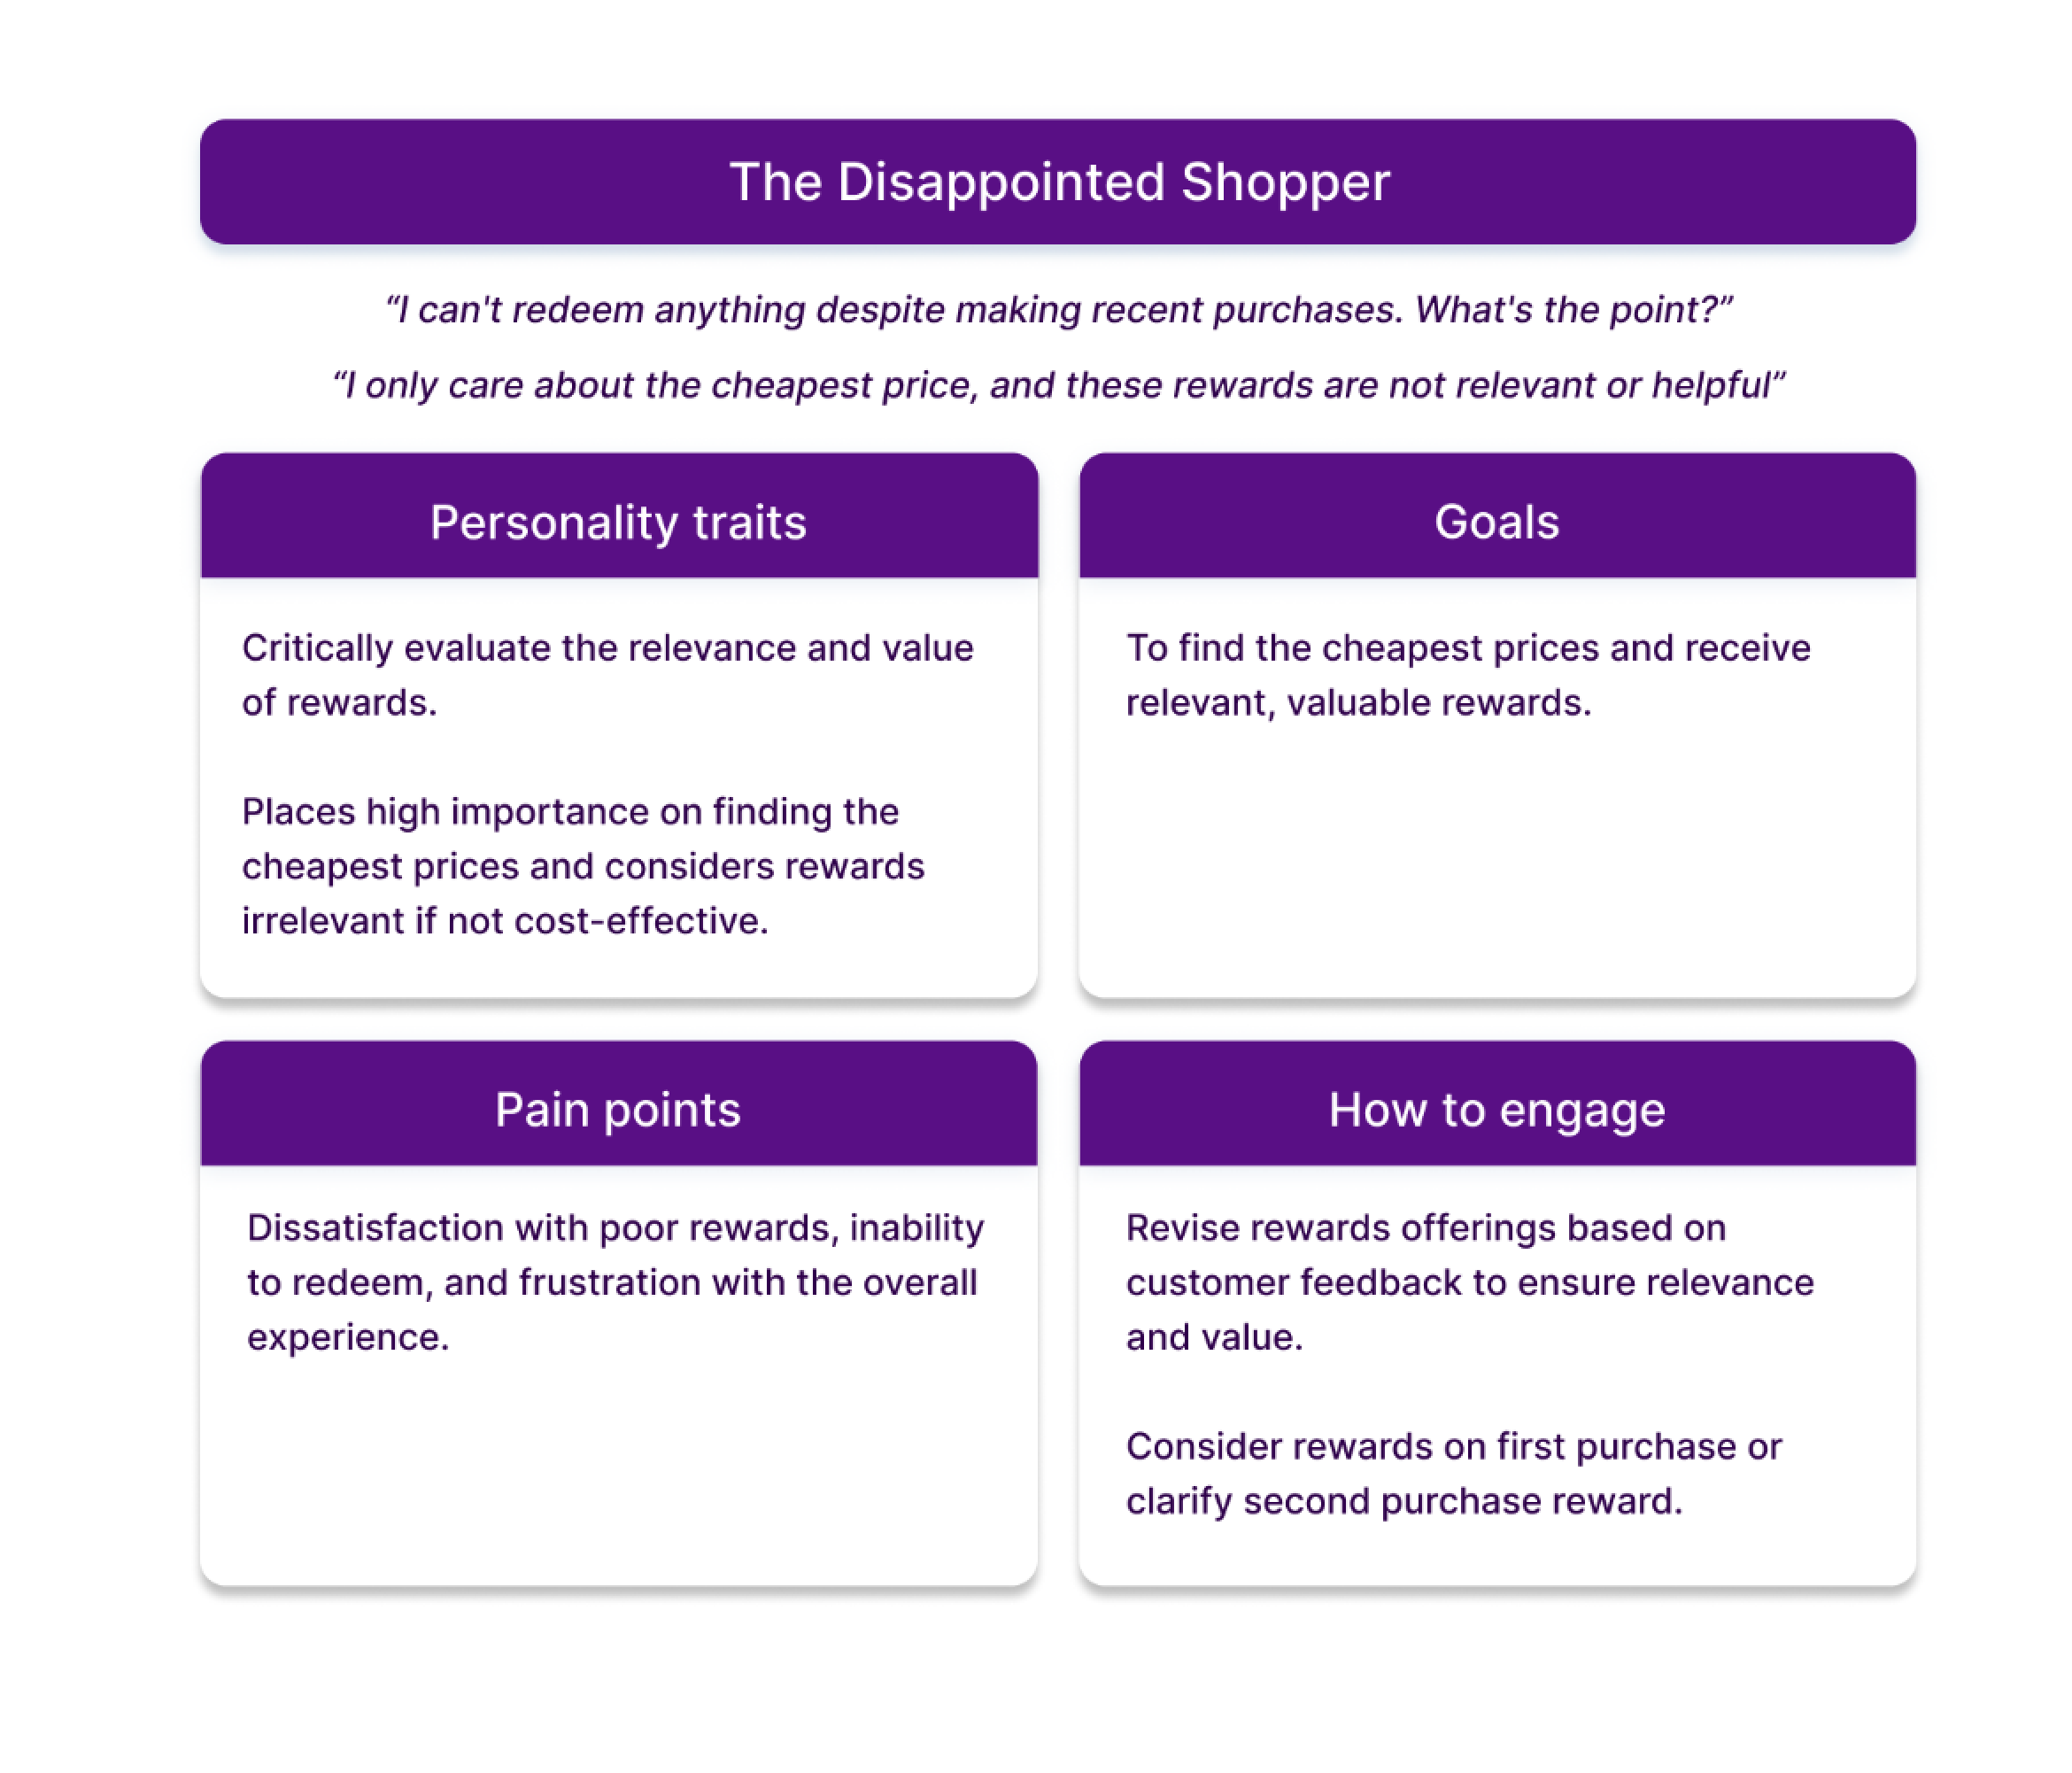 The Disappointed Shopper
“I can't redeem anything despite making recent purchases. What's the point?”
“I only care about the cheapest price, and these rewards are not relevant or helpful”
Personality traits
Critically evaluate the relevance and value
of rewards.
Places high importance on finding the
cheapest prices and considers rewards
irrelevant if not cost-effective.
Goals
To find the cheapest prices and receive
relevant, valuable rewards.
Pain points
Dissatisfaction with poor rewards, inability
to redeem, and frustration with the overall
experience.
How to engage
Revise rewards offerings based on
customer feedback to ensure relevance
and value.
Consider rewards on first purchase or
clarify second purchase reward.